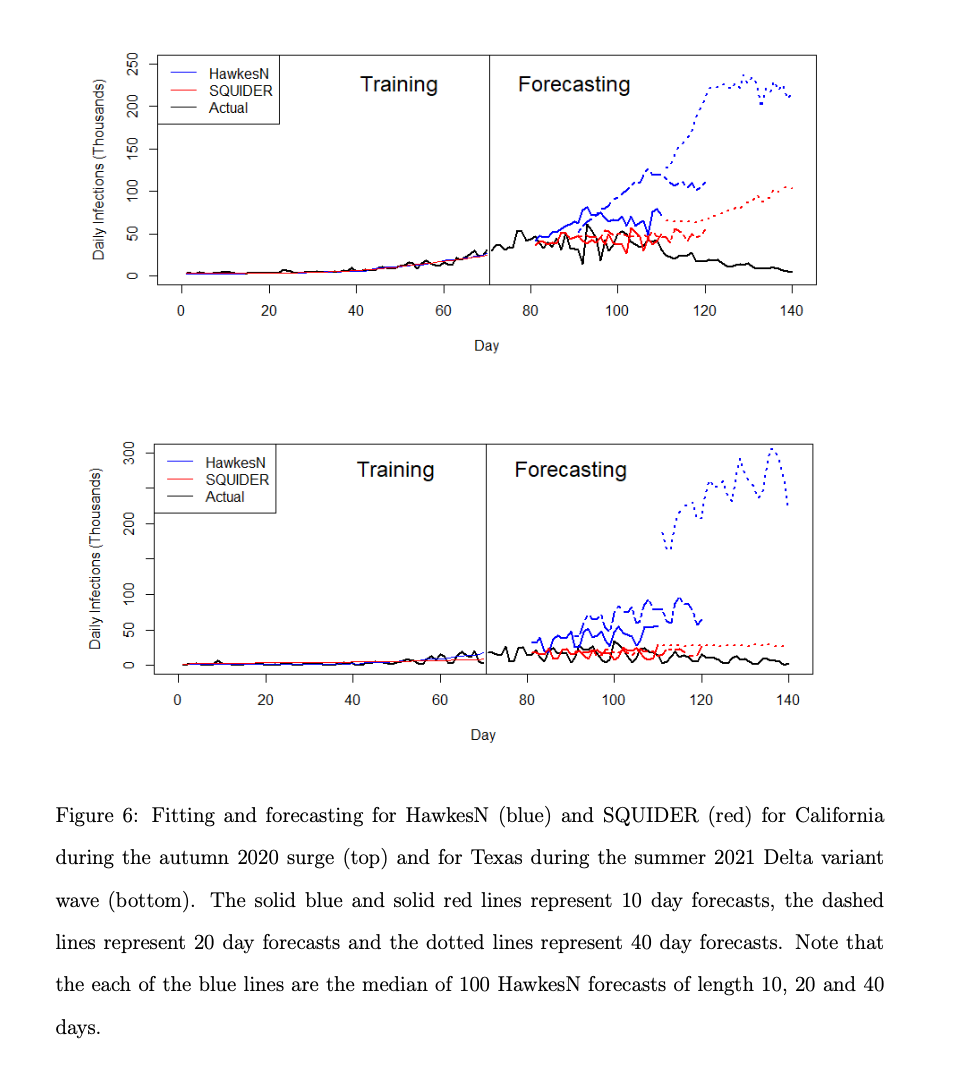 HawkesN
SQUIDER
Actual
Training
Forecasting
Daily Infections (Thousands)
250
200
150
100
50
0
0 20 40 60 80 100 120 140
Day
HawkesN
SQUIDER
Actual
Training
Forecasting
Daily Infections (Thousands)
300
200
100
50
0
0 20 40 60 80 100 120 140
Day
Figure 6: Fitting and forecasting for HawkesN (blue) and SQUIDER (red) for California
during the autumn 2020 surge (top) and for Texas during the summer 2021 Delta variant
wave (bottom). The solid blue and solid red lines represent 10 day forecasts, the dashed
lines represent 20 day forecasts and the dotted lines represent 40 day forecasts. Note that
the each of the blue lines are the median of 100 HawkesN forecasts of length 10, 20 and 40
days.